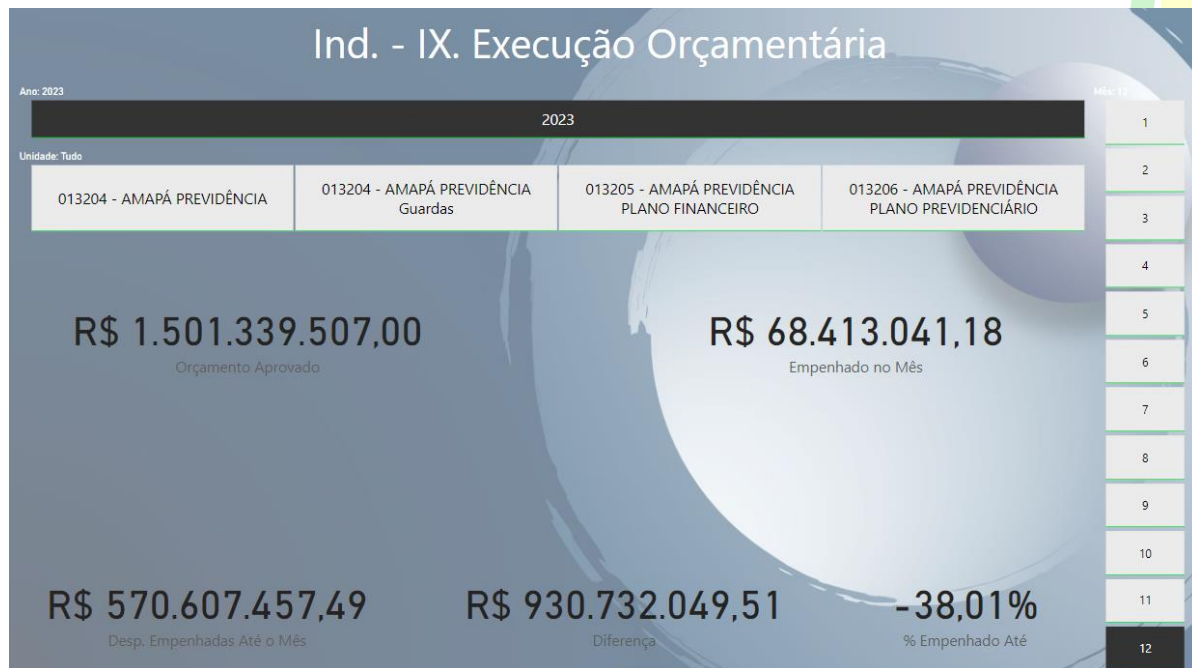 Ind. - IX. Execução Orçamentária
Ano: 2023
Mês: 12
2023
Unidade: Tudo
013204 - AMAPÁ PREVIDÊNCIA
013204 - AMAPÁ PREVIDÊNCIA
Guardas
013205 - AMAPÁ PREVIDÊNCIA
PLANO FINANCEIRO
013206 - AMAPÁ PREVIDÊNCIA
PLANO PREVIDENCIÁRIO
1
2
3
4
5
6
7
8
9
10
11
12
R$ 1.501.339.507,00
Orçamento Aprovado
R$ 68.413.041,18
Empenhado no Mês
R$ 570.607.457,49
Desp. Empenhadas Até o Mês
R$ 930.732.049,51
Diferença
-38,01%
% Empenhado Até